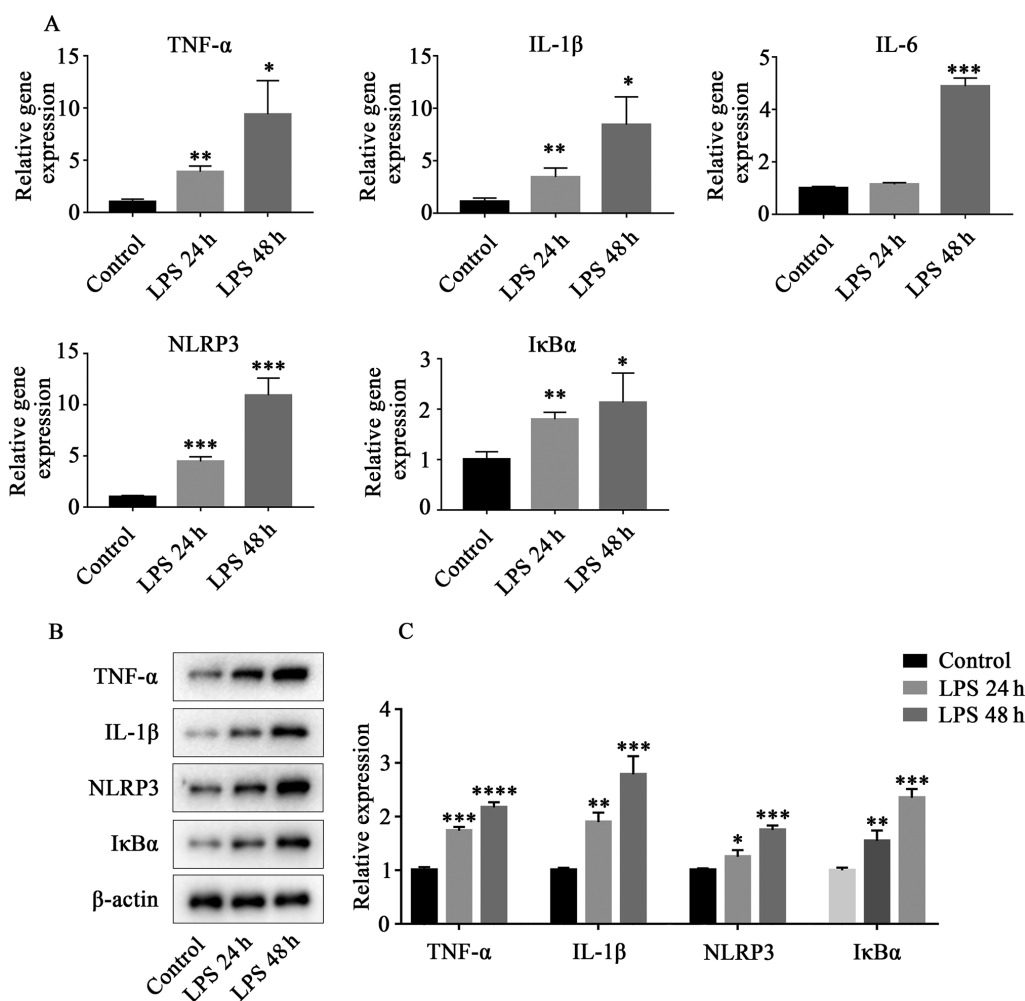 A
TNF-α
Relative gene
expression
15
10
5
0
**
*
Control
LPS 24 h
LPS 48 h
IL-1β
Relative gene
expression
15
10
5
0
**
*
Control
LPS 24 h
LPS 48 h
IL-6
Relative gene
expression
5
4
2
1
0
***
Control
LPS 24 h
LPS 48 h
NLRP3
Relative gene
expression
15
10
5
0
***
***
Control
LPS 24 h
LPS 48 h
IκBα
Relative gene
expression
3
2
1
0
**
*
Control
LPS 24 h
LPS 48 h
B
TNF-α
IL-1β
NLRP3
IκBα
β-actin
Control
LPS 24 h
LPS 48 h
C
Control
LPS 24 h
LPS 48 h
Relative expression
4
3
2
1
0
***
****
**
***
*
***
**
***
TNF-α
IL-1β
NLRP3
IκBα